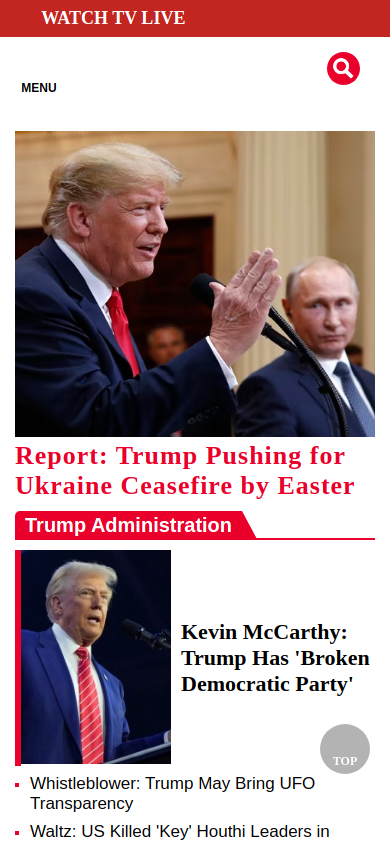 WATCH TV LIVE
MENU
Report: Trump Pushing for
Ukraine Ceasefire by Easter
Trump Administration
Kevin McCarthy:
Trump Has 'Broken
Democratic Party'
TOP
Whistleblower: Trump May Bring UFO
Transparency
Waltz: US Killed 'Key' Houthi Leaders in